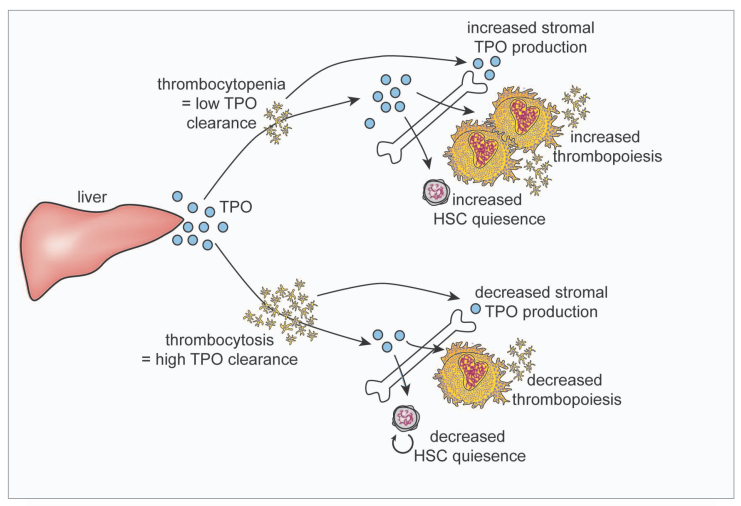 increased stromal
TPO production
thrombocytopenia
= low TPO
clearance
increased
thrombopoiesis
liver
TPO
increased
HSC quiesence
decreased stromal
TPO production
thrombocytosis
= high TPO clearance
decreased
thrombopoiesis
decreased
HSC quiesence